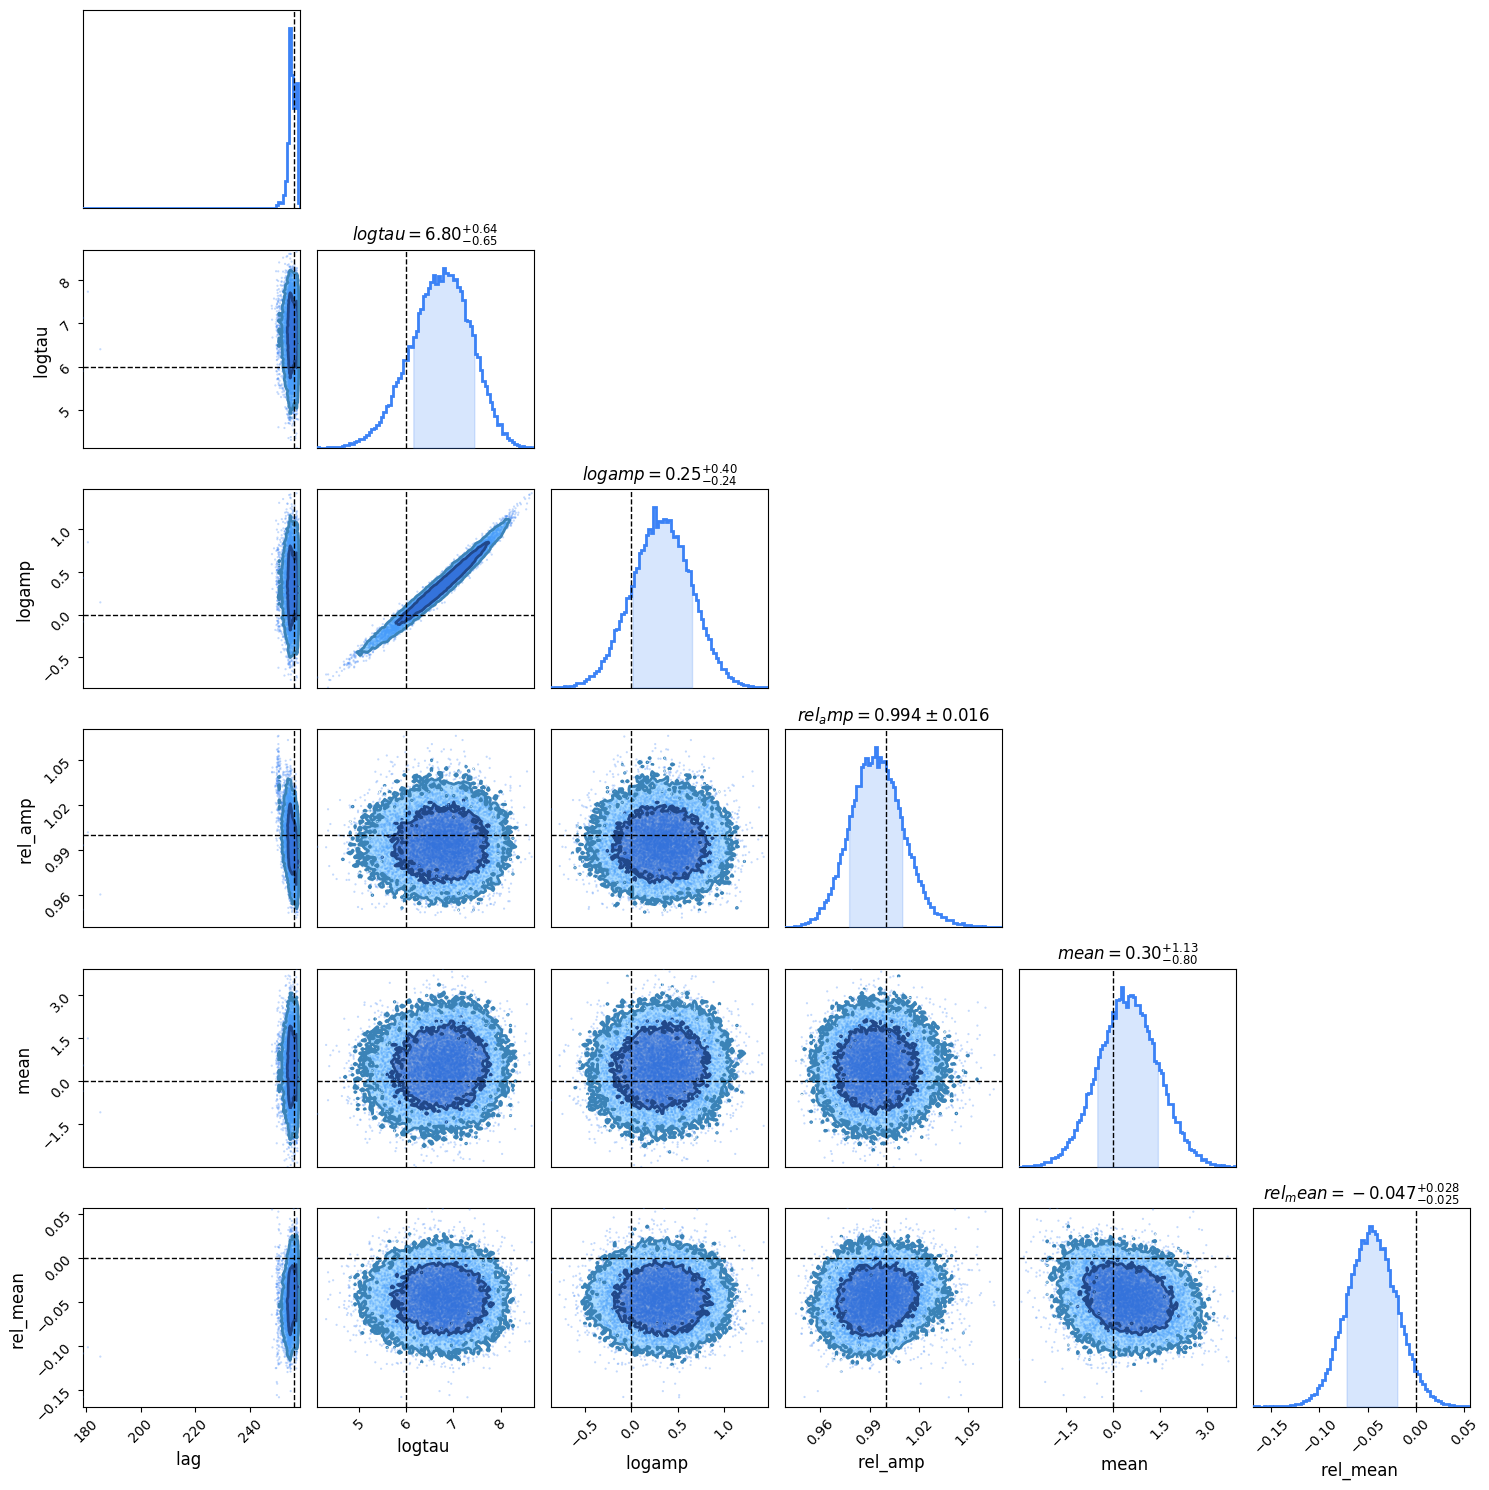 $logtau = 6.80^{+0.64}_{-0.65}$
8
7
6
5
logtau
$logamp = 0.25^{+0.40}_{-0.24}$
1.0
0.5
0.0
−0.5
logamp
$rel_amp = 0.994 ± 0.016$
1.05
1.02
0.99
0.96
rel_amp
$mean = 0.30^{+1.13}_{-0.80}$
3.0
1.5
0.0
−1.5
mean
$rel_mean = −0.047^{+0.028}_{-0.025}$
0.05
0.00
−0.05
−0.10
−0.15
rel_mean
180 200 220 240
lag
5 6 7 8
logtau
−0.5 0.0 0.5 1.0
logamp
0.96 0.99 1.02 1.05
rel_amp
−1.5 0.0 1.5 3.0
mean
−0.15 −0.10 −0.05 0.00 0.05
rel_mean